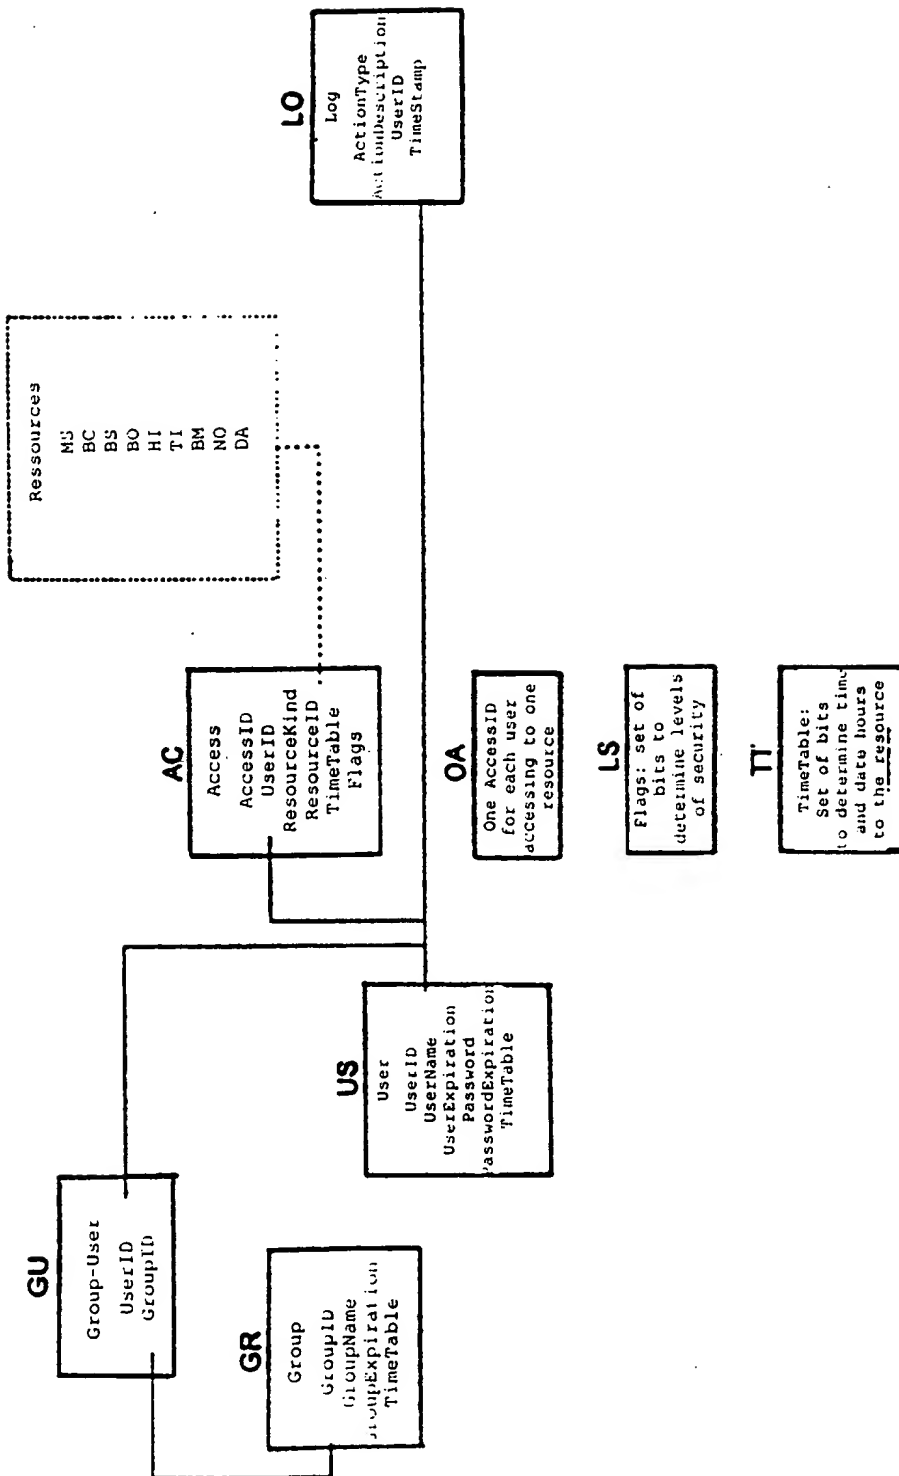 GU
Group-User
UserID
GroupID
GR
Group
GroupID
GroupName
GroupExpiration
TimeTable
US
User
UserID
UserName
UserExpiration
Password
PasswordExpiration
TimeTable
AC
Access
AccessID
UserID
ResourceKind
ResourceID
TimeTable
Flags
OA
One AccessID
for each user
accessing to one
resource
LS
Flags: set of
bits to
determine levels
of security
TT
TimeTable:
Set of bits
to determine time
and date hours
to the resource
Ressources
MS
BC
BS
BO
HI
TI
BM
NO
DA
LO
Log
ActionType
ActionDescription
UserID
TimeStamp